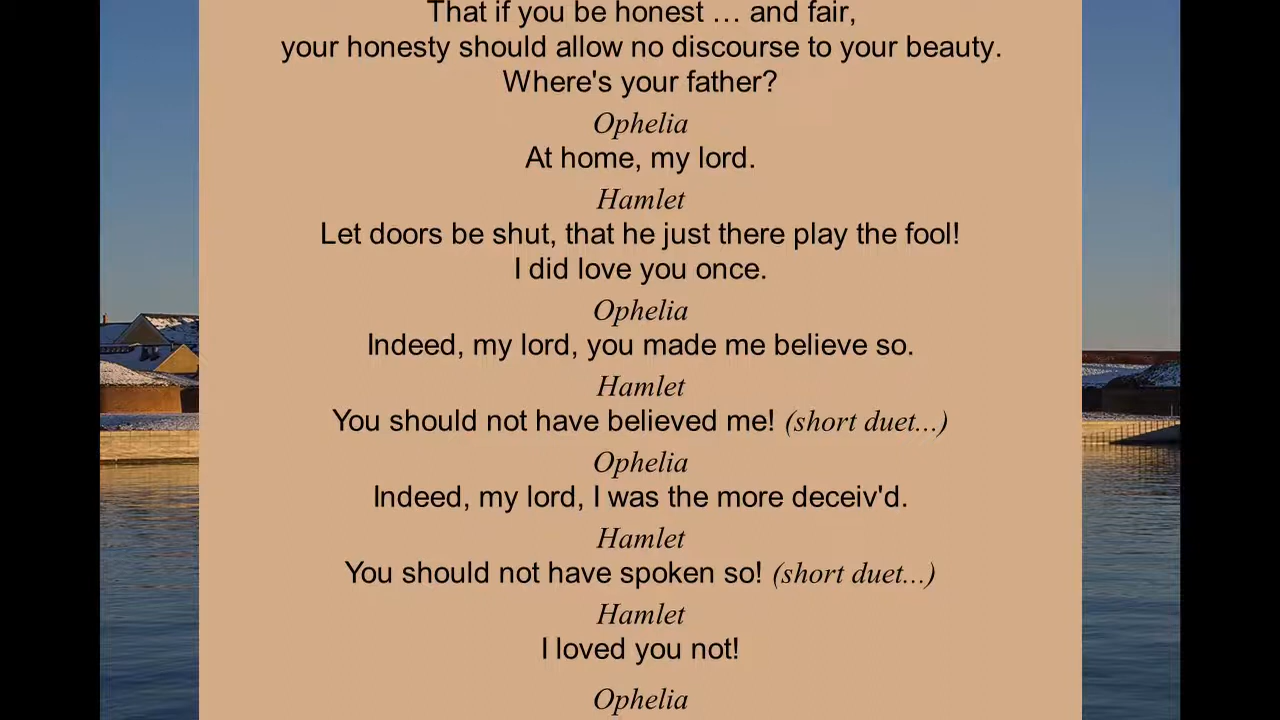 That if you be honest … and fair,
your honesty should allow no discourse to your beauty.
Where's your father?
Ophelia
At home, my lord.
Hamlet
Let doors be shut, that he just there play the fool!
I did love you once.
Ophelia
Indeed, my lord, you made me believe so.
Hamlet
You should not have believed me! (short duet...)
Ophelia
Indeed, my lord, I was the more deceiv'd.
Hamlet
You should not have spoken so! (short duet...)
Hamlet
I loved you not!
Ophelia